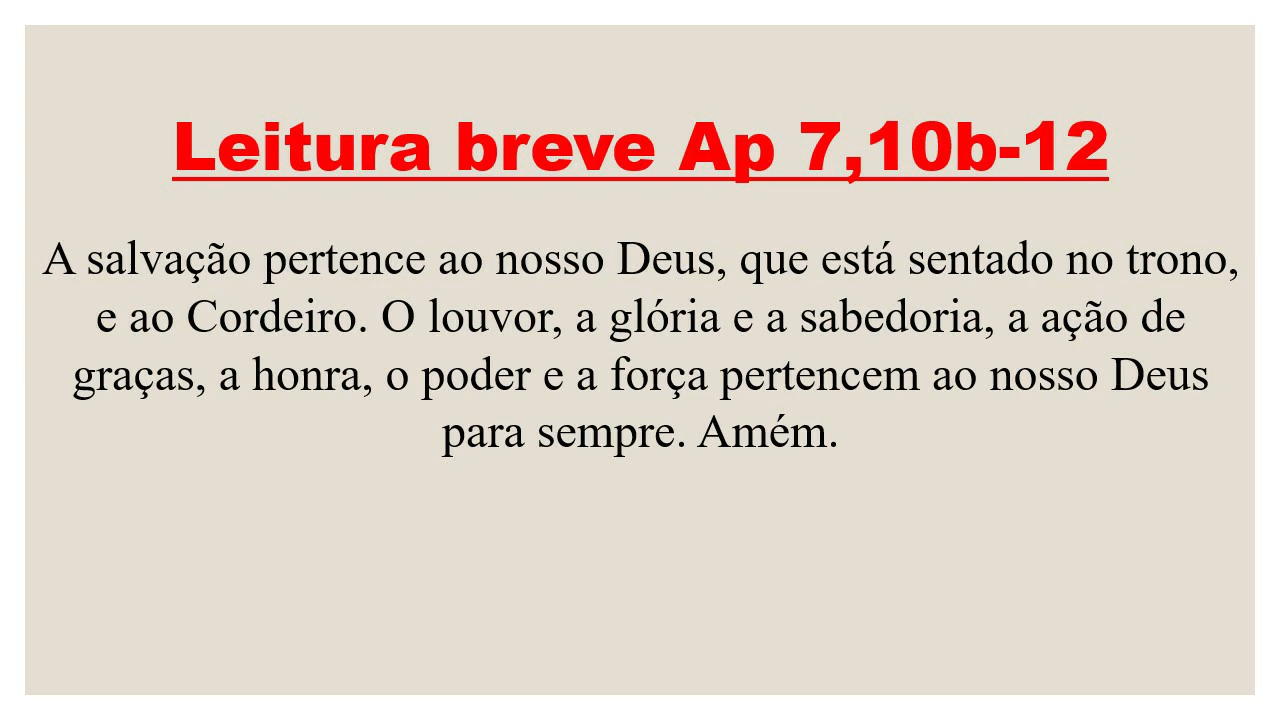 Leitura breve Ap 7,10b-12
A salvação pertence ao nosso Deus, que está sentado no trono,
e ao Cordeiro. O louvor, a glória e a sabedoria, a ação de
graças, a honra, o poder e a força pertencem ao nosso Deus
para sempre. Amém.